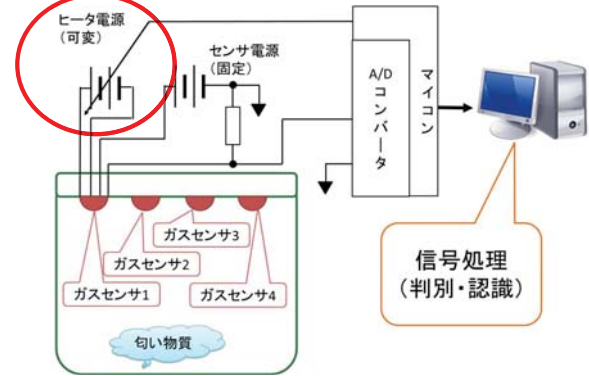 ヒータ電源
(可変)
センサ電源
(固定)
A/D
コンバータ
マイコン
ガスセンサ3
ガスセンサ2
ガスセンサ1
ガスセンサ4
匂い物質
信号処理
(判別・認識)